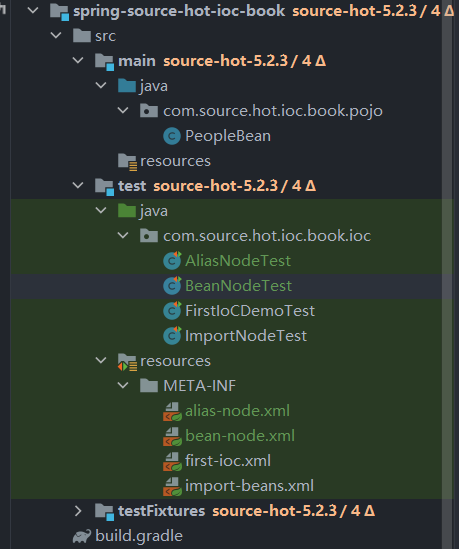 spring-source-hot-ioc-book source-hot-5.2.3 / 4 Δ
src
main source-hot-5.2.3 / 4 Δ
java
com.source.hot.ioc.book.pojo
PeopleBean
resources
test source-hot-5.2.3 / 4 Δ
java
com.source.hot.ioc.book.ioc
AliasNodeTest
BeanNodeTest
FirstIoCDemoTest
ImportNodeTest
resources
META-INF
alias-node.xml
bean-node.xml
first-ioc.xml
import-beans.xml
testFixtures source-hot-5.2.3 / 4 Δ
build.gradle